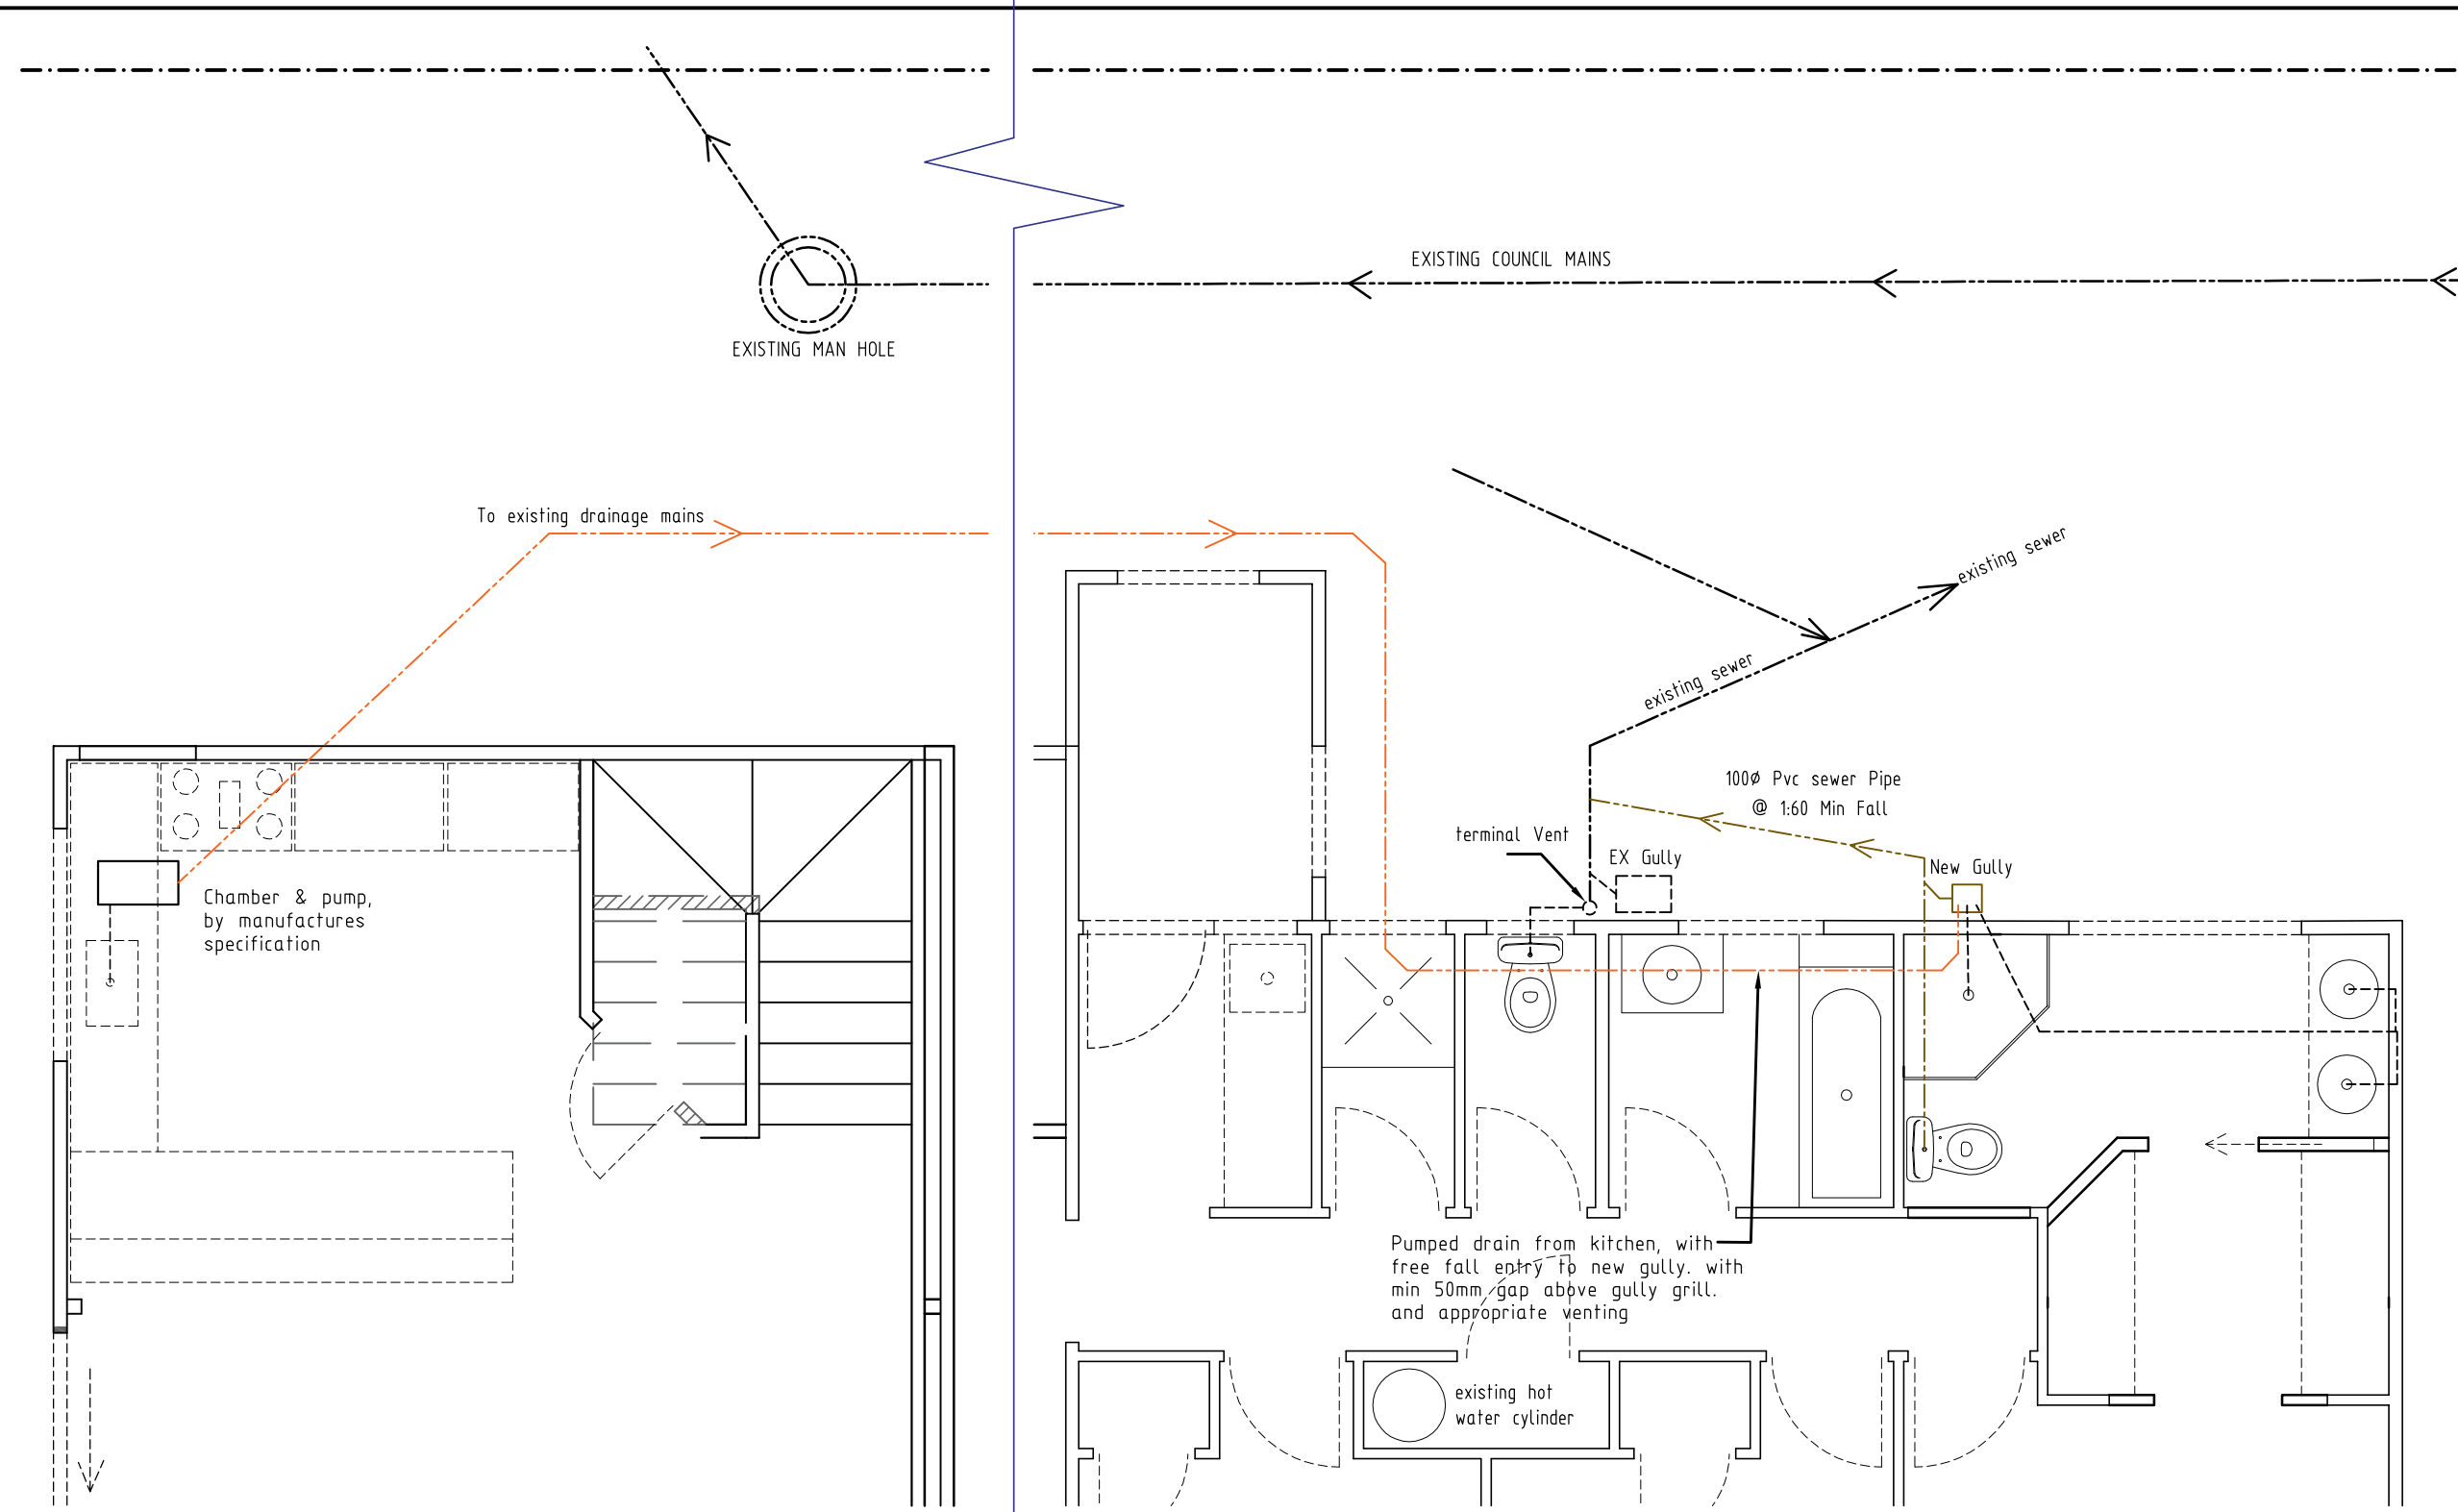 EXISTING COUNCIL MAINS
EXISTING MAN HOLE
To existing drainage mains
existing sewer
existing sewer
100Ø Pvc sewer Pipe
@ 1:60 Min Fall
terminal Vent
EX Gully
New Gully
Chamber & pump,
by manufactures
specification
Pumped drain from kitchen, with
free fall entry to new gully. with
min 50mm gap above gully grill.
and appropriate venting
existing hot
water cylinder